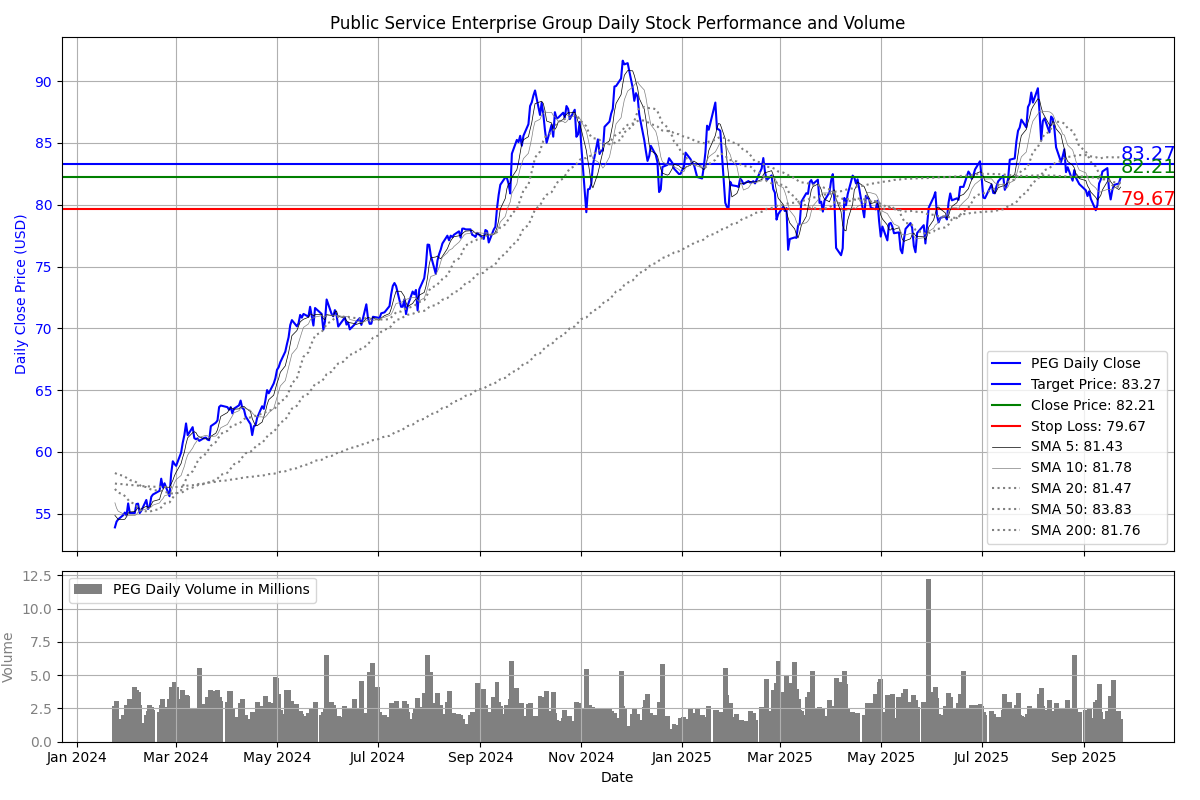 Public Service Enterprise Group Daily Stock Performance and Volume
Daily Close Price (USD)
90
85
80
75
70
65
60
55
83.27
82.21
79.67
PEG Daily Close
Target Price: 83.27
Close Price: 82.21
Stop Loss: 79.67
SMA 5: 81.43
SMA 10: 81.78
SMA 20: 81.47
SMA 50: 83.83
SMA 200: 81.76
Volume
12.5
10.0
7.5
5.0
2.5
0.0
PEG Daily Volume in Millions
Jan 2024 Mar 2024 May 2024 Jul 2024 Sep 2024 Nov 2024 Jan 2025 Mar 2025 May 2025 Jul 2025 Sep 2025
Date